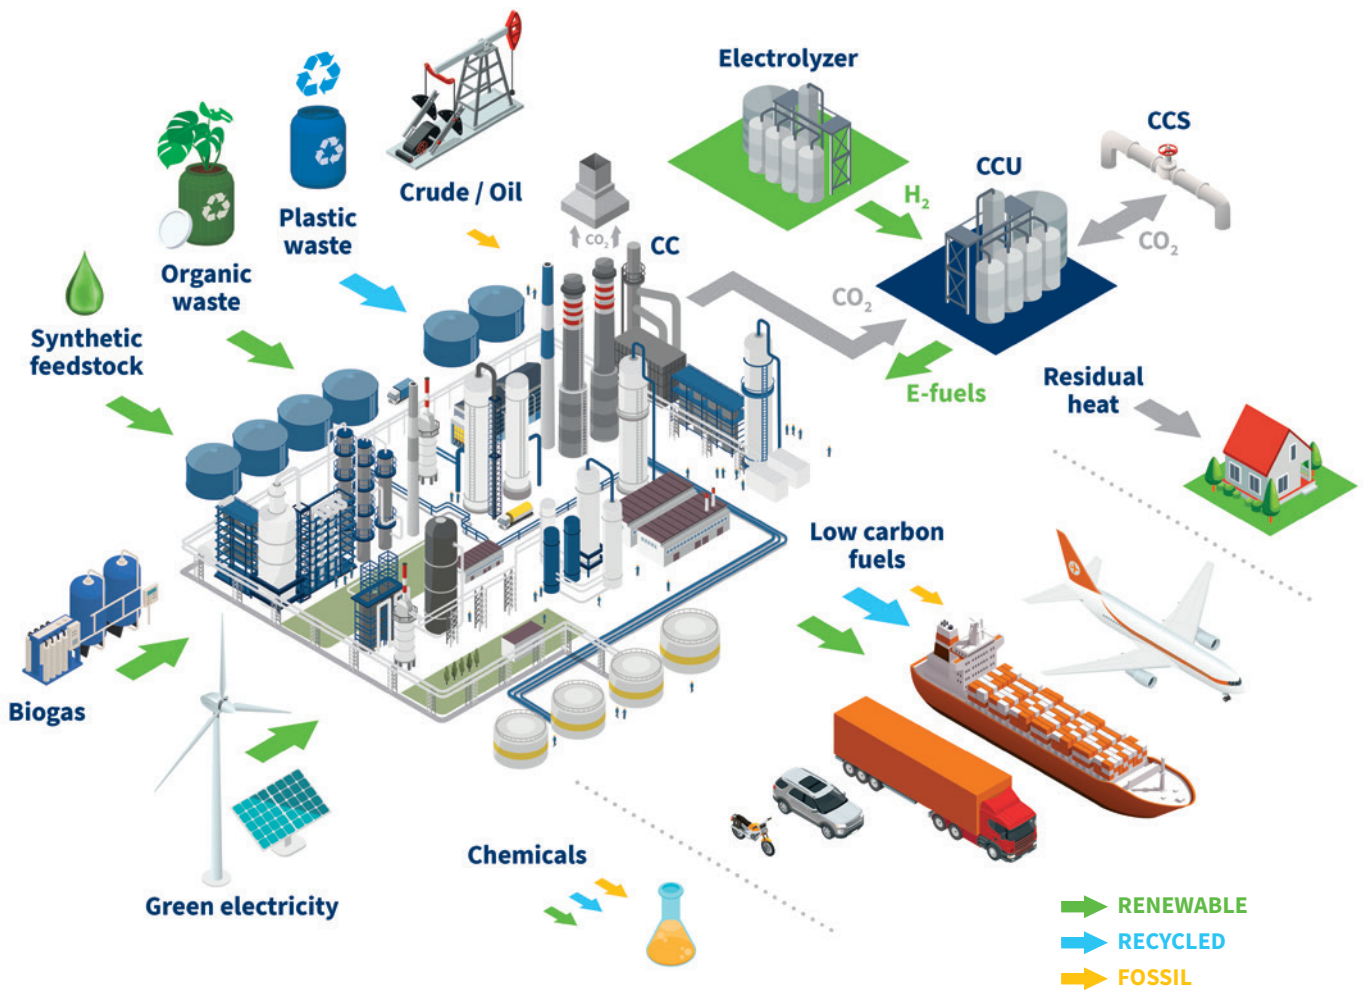 Electrolyzer
CCS
CCU
H2
CO2
Crude / Oil
Plastic
waste
CO2
CC
Organic
waste
CO2
Synthetic
feedstock
E-fuels
Residual
heat
Low carbon
fuels
Biogas
Green electricity
Chemicals
RENEWABLE
RECYCLED
FOSSIL